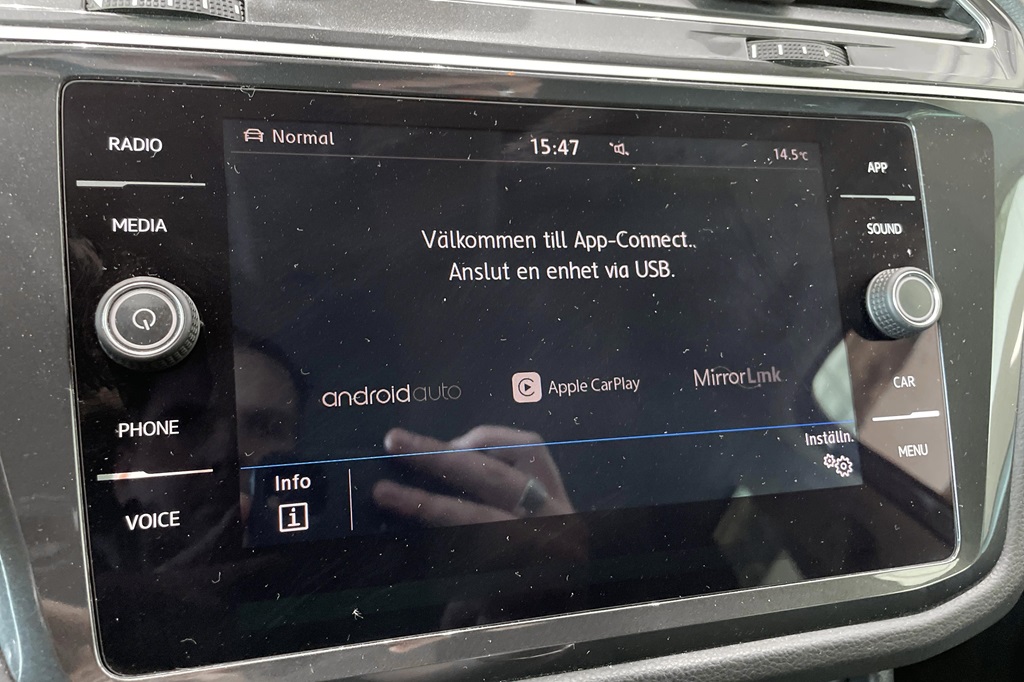 RADIO
MEDIA
PHONE
VOICE
Normal
15:47
14.5°C
Välkommen till App-Connect.
Anslut en enhet via USB.
androidauto
Apple CarPlay
MirrorLink
Inställn.
Info
i
APP
SOUND
CAR
MENU